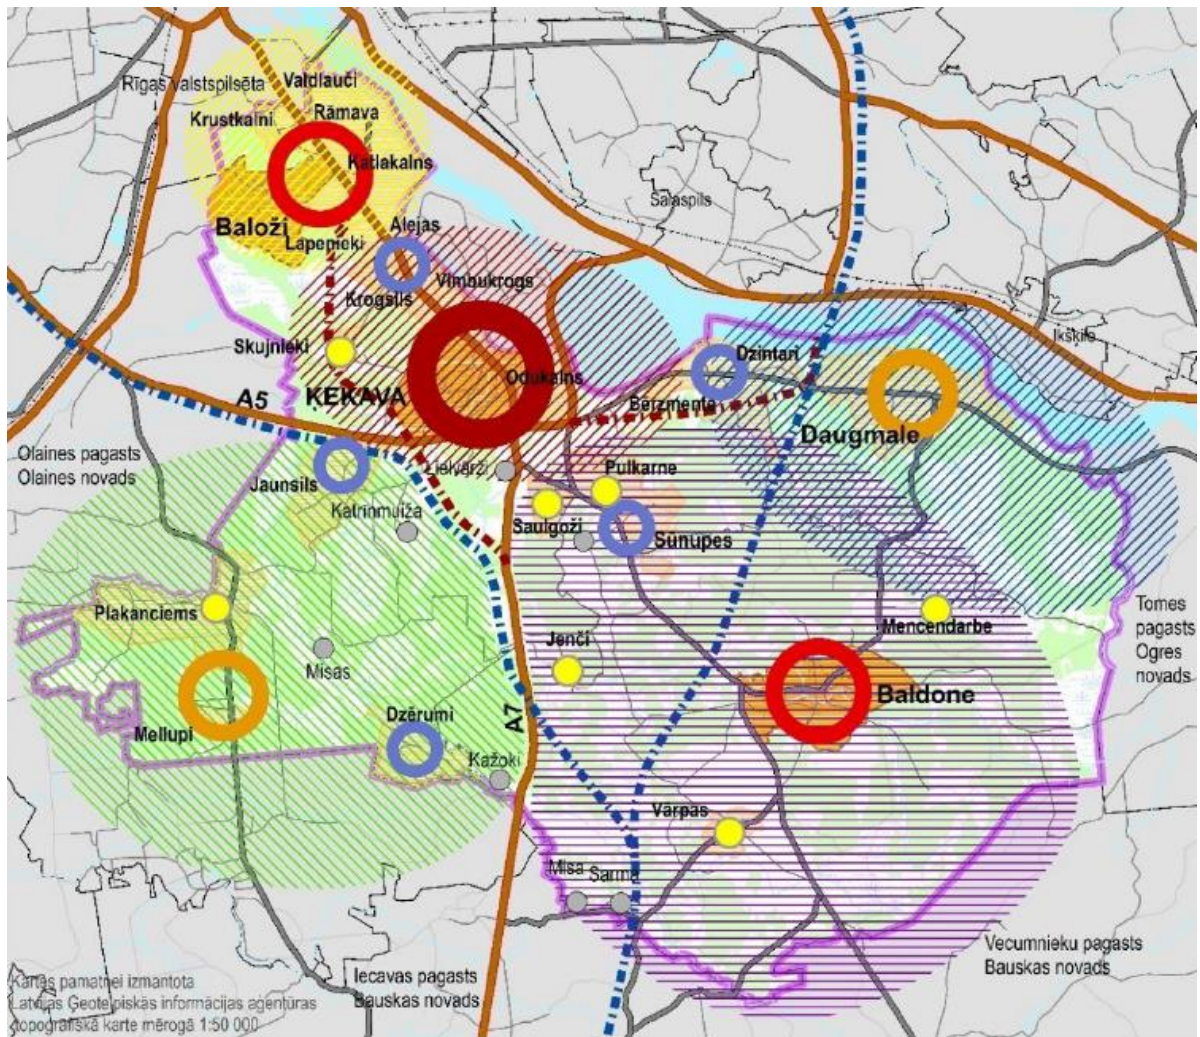 Rīgas valstspilsēta
Valdlauči
Krustkalni
Rāmava
Katlakalns
Baloži
Lapenieki
Alejas
Salaspils
Krogsils
Vimbukrogs
Skujnieki
Ikšķile
Dzintari
Odukalns
A5
ĶEKAVA
Bērzmente
Daugmale
Olaines pagasts
Olaines novads
Lielvārži
Pulkarne
Jaunsils
Katrīnmuiža
Saulgoži
Sūnupes
Plakanciems
Tomes
pagasts
Ogres
novads
Mencendarbe
Misas
Jenči
Baldone
Mellupi
Dzērumi
A7
Kažoki
Vārpas
Misa
Sarma
Vecumnieku pagasts
Bauskas novads
Iecavas pagasts
Bauskas novads
Kartes pamatnei izmantota
Latvijas Ģeotelpiskās informācijas aģentūras
topogrāfiskā karte mērogā 1:50 000